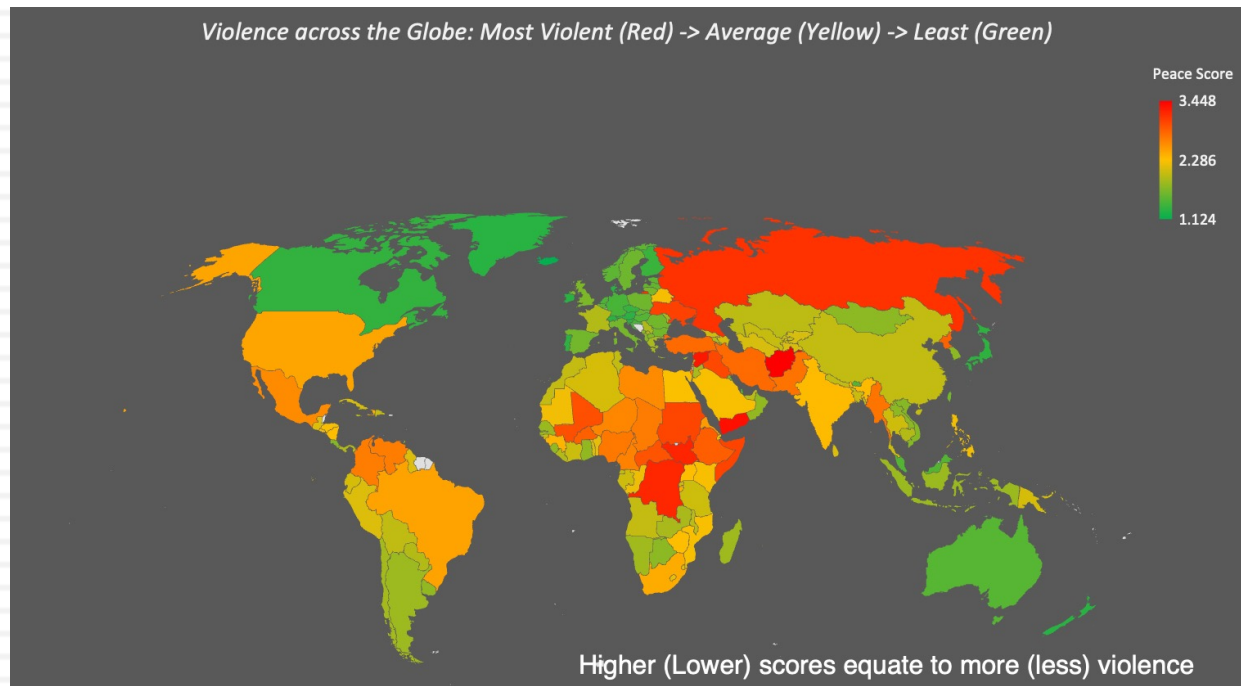 Violence across the Globe: Most Violent (Red) -> Average (Yellow) -> Least (Green)
Peace Score
3.448
2.286
1.124
Higher (Lower) scores equate to more (less) violence